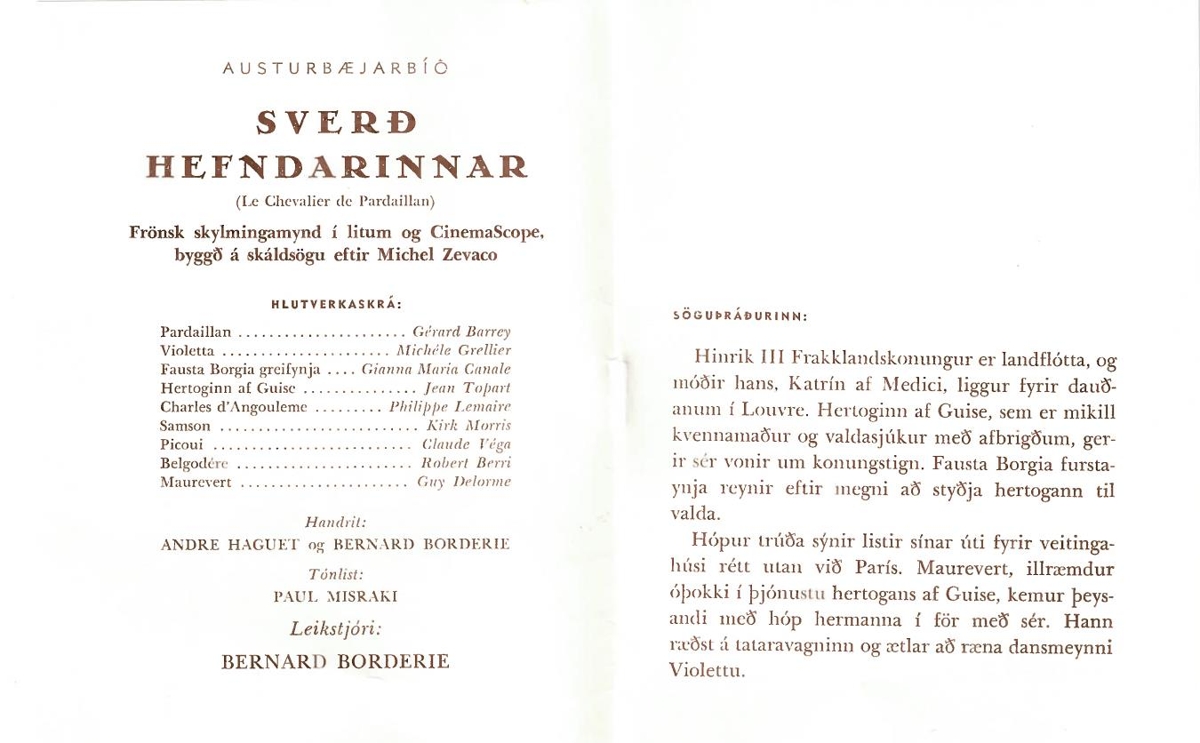 AUSTURBÆJARBÍÓ
SVERÐ
HEFNDARINNAR
(Le Chevalier de Pardaillan)
Frönsk skylmingamynd í litum og CinemaScope,
byggð á skáldsögu eftir Michel Zevaco
HLUTVERKASKRÁ:
Pardaillan ...................... Gérard Barrey
Violetta ...................... Michéle Grellier
Fausta Borgia greifynja .... Gianna Maria Canale
Hertoginn af Guise ............... Jean Topart
Charles d'Angouleme ......... Philippe Lemaire
Samson .......................... Kirk Morris
Picoui .......................... Claude Véga
Belgodére ....................... Robert Berri
Maurevert ...................... Guy Delorme
Handrit:
ANDRE HAGUET og BERNARD BORDERIE
Tónlist:
PAUL MISRAKI
Leikstjóri:
BERNARD BORDERIE
SÖGUÞRÁÐURINN:
Hinrik III Frakklandskonungur er landflótta, og
móðir hans, Katrín af Medici, liggur fyrir dauð-
anum í Louvre. Hertoginn af Guise, sem er mikill
kvennamaður og valdasjúkur með afbrigðum, ger-
ir sér vonir um konungstign. Fausta Borgia fursta-
ynja reynir eftir megni að styðja hertogann til
valda.
Hópur trúða sýnir listir sínar úti fyrir veitinga-
húsi rétt utan við París. Maurevert, illræmdur
óþokki í þjónustu hertogans af Guise, kemur þeys-
andi með hóp hermanna í för með sér. Hann
ræðst á tataravagninn og ætlar að ræna dansmeynni
Violettu.